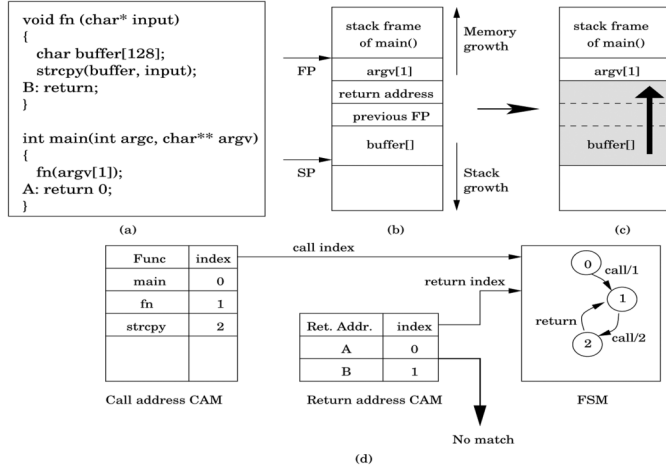 void fn (char* input)
{
char buffer[128];
strcpy(buffer, input);
B: return;
}
int main(int argc, char** argv)
{
fn(argv[1]);
A: return 0;
}
(a)
stack frame
of main()
argv[1]
return address
previous FP
buffer[]
FP
SP
Memory
growth
Stack
growth
(b)
stack frame
of main()
argv[1]
buffer[]
(c)
Func index
main 0
fn 1
strcpy 2
Call address CAM
call index
return index
Ret. Addr. index
A 0
B 1
Return address CAM
No match
0
call/1
1
return
2
call/2
FSM
(d)